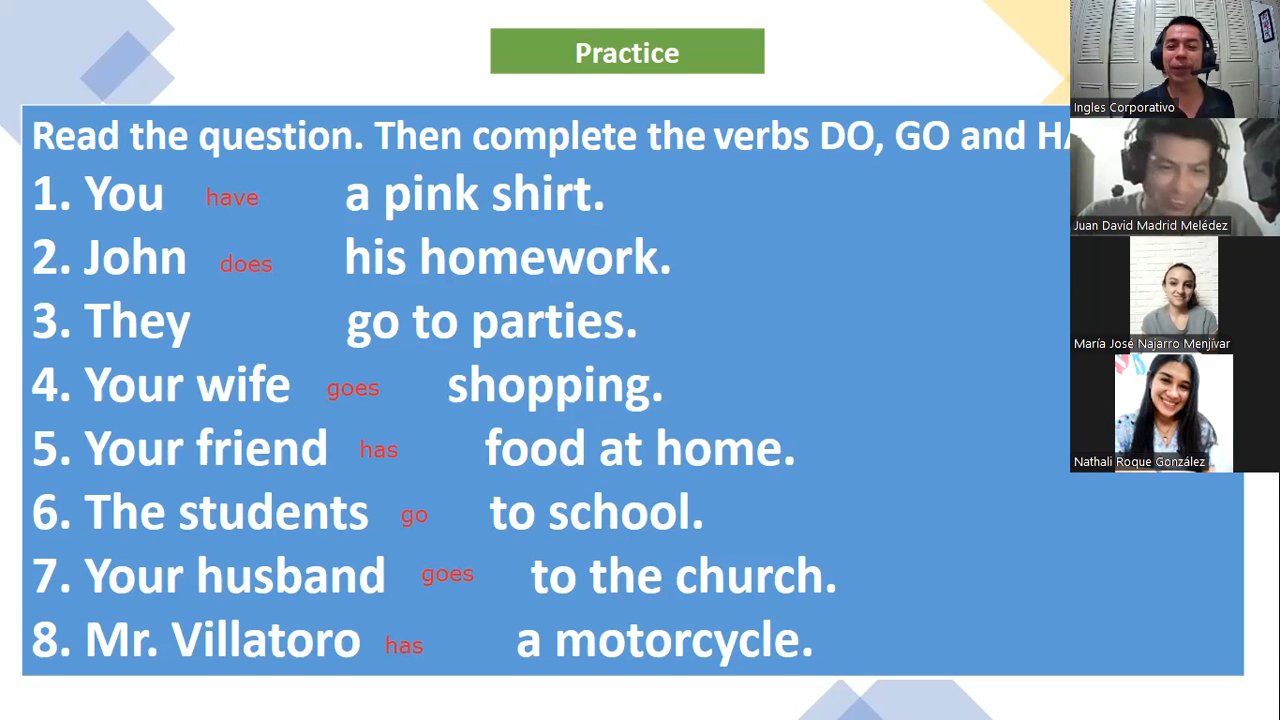 Practice
Read the question. Then complete the verbs DO, GO and
1. You have a pink shirt.
2. John does his homework.
3. They go to parties.
4. Your wife goes shopping.
5. Your friend has food at home.
6. The students go to school.
7. Your husband goes to the church.
8. Mr. Villatoro has a motorcycle.
Ingles Corporativo
Juan David Madrid Melédez
María José Najarro Menjívar
Nathali Roque González